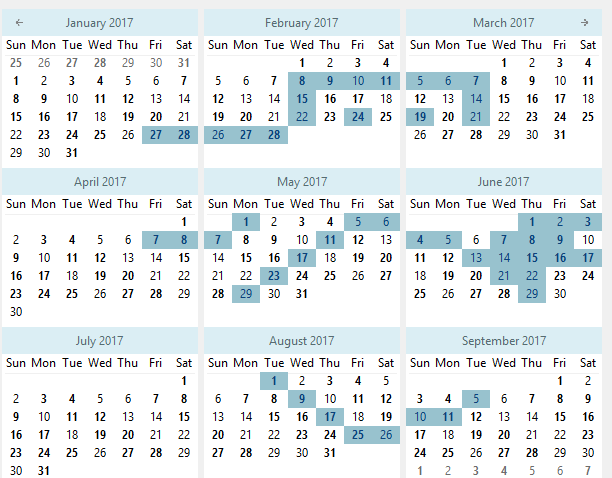 ← January 2017
Sun Mon Tue Wed Thu Fri Sat
25 26 27 28 29 30 31
1 2 3 4 5 6 7
8 9 10 11 12 13 14
15 16 17 18 19 20 21
22 23 24 25 26 27 28
29 30 31
February 2017
Sun Mon Tue Wed Thu Fri Sat
1 2 3 4
5 6 7 8 9 10 11
12 13 14 15 16 17 18
19 20 21 22 23 24 25
26 27 28
March 2017 →
Sun Mon Tue Wed Thu Fri Sat
1 2 3 4
5 6 7 8 9 10 11
12 13 14 15 16 17 18
19 20 21 22 23 24 25
26 27 28 29 30 31
April 2017
Sun Mon Tue Wed Thu Fri Sat
1
2 3 4 5 6 7 8
9 10 11 12 13 14 15
16 17 18 19 20 21 22
23 24 25 26 27 28 29
30
May 2017
Sun Mon Tue Wed Thu Fri Sat
1 2 3 4 5 6
7 8 9 10 11 12 13
14 15 16 17 18 19 20
21 22 23 24 25 26 27
28 29 30 31
June 2017
Sun Mon Tue Wed Thu Fri Sat
1 2 3
4 5 6 7 8 9 10
11 12 13 14 15 16 17
18 19 20 21 22 23 24
25 26 27 28 29 30
July 2017
Sun Mon Tue Wed Thu Fri Sat
1
2 3 4 5 6 7 8
9 10 11 12 13 14 15
16 17 18 19 20 21 22
23 24 25 26 27 28 29
30 31
August 2017
Sun Mon Tue Wed Thu Fri Sat
1 2 3 4 5
6 7 8 9 10 11 12
13 14 15 16 17 18 19
20 21 22 23 24 25 26
27 28 29 30 31
September 2017
Sun Mon Tue Wed Thu Fri Sat
1 2
3 4 5 6 7 8 9
10 11 12 13 14 15 16
17 18 19 20 21 22 23
24 25 26 27 28 29 30
1 2 3 4 5 6 7